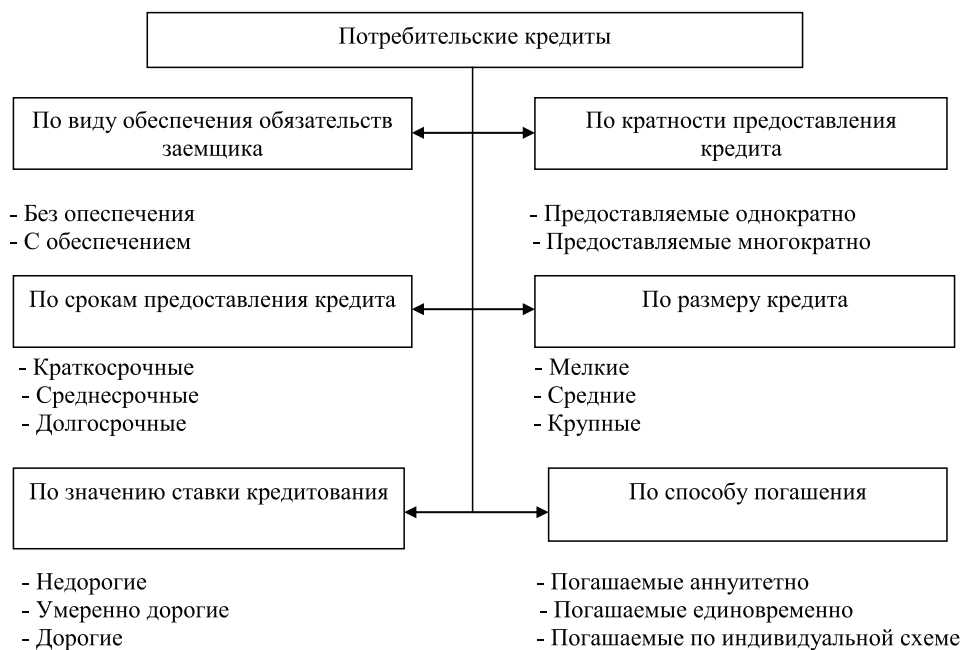 Потребительские кредиты
По виду обеспечения обязательств
заемщика
- Без опеспечения
- С обеспечением
По кратности предоставления
кредита
- Предоставляемые однократно
- Предоставляемые многократно
По срокам предоставления кредита
- Краткосрочные
- Среднесрочные
- Долгосрочные
По размеру кредита
- Мелкие
- Средние
- Крупные
По значению ставки кредитования
- Недорогие
- Умеренно дорогие
- Дорогие
По способу погашения
- Погашаемые аннуитетно
- Погашаемые единовременно
- Погашаемые по индивидуальной схеме